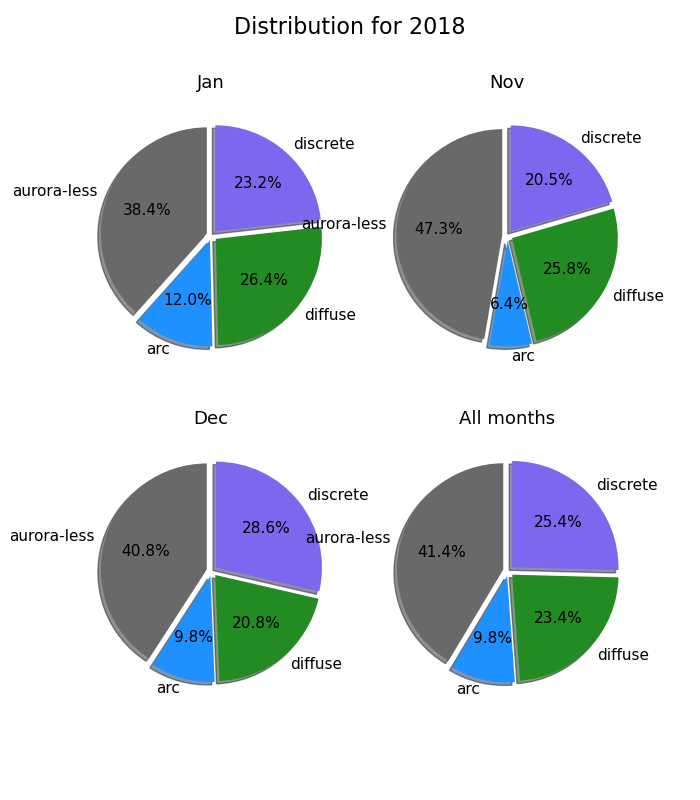 Distribution for 2018
Jan
discrete
23.2%
aurora-less
38.4%
26.4%
12.0%
diffuse
arc
Nov
discrete
20.5%
aurora-less
47.3%
25.8%
diffuse
6.4%
arc
Dec
discrete
28.6%
aurora-less
40.8%
20.8%
9.8%
diffuse
arc
All months
discrete
25.4%
aurora-less
41.4%
23.4%
9.8%
diffuse
arc